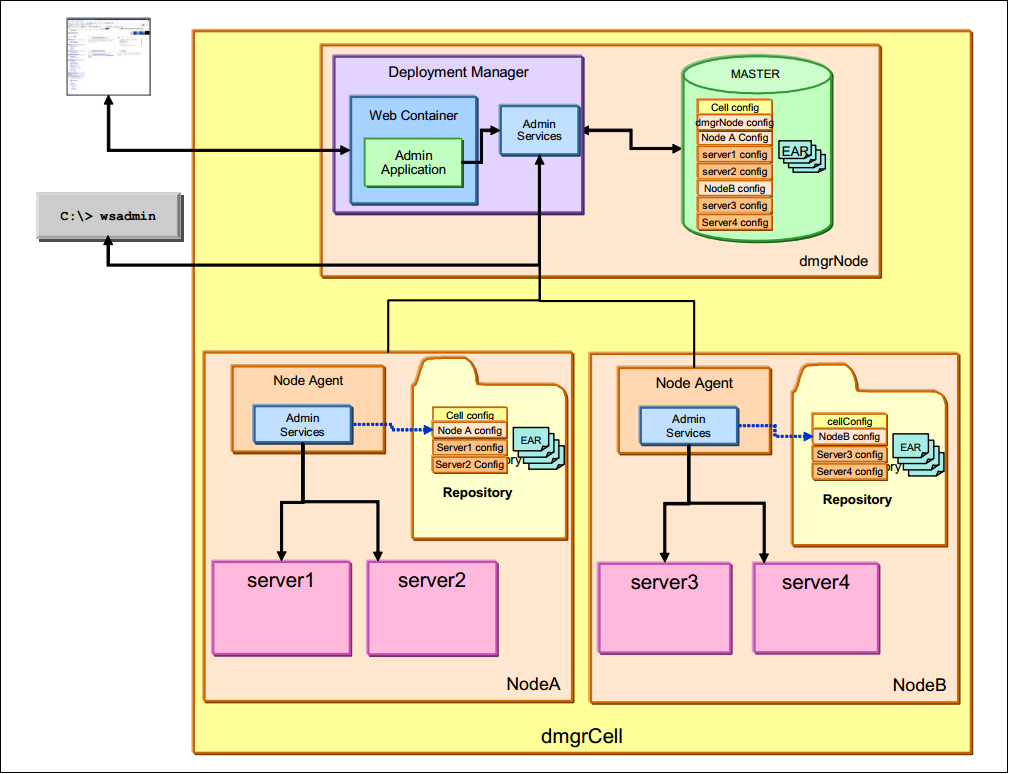 Deployment Manager
Web Container
Admin
Application
Admin
Services
MASTER
Cell config
dmgrNode config
Node A Config
server1 config
server2 config
NodeB config
server3 config
Server4 config
EAR
dmgrNode
C:\> wsadmin
Node Agent
Admin
Services
Cell config
Node A config
Server1 config
Server2 Config
EAR
ory
Repository
server1
server2
NodeA
Node Agent
Admin
Services
cellConfig
NodeB config
Server3 config
Server4 config
EAR
ory
Repository
server3
server4
NodeB
dmgrCell